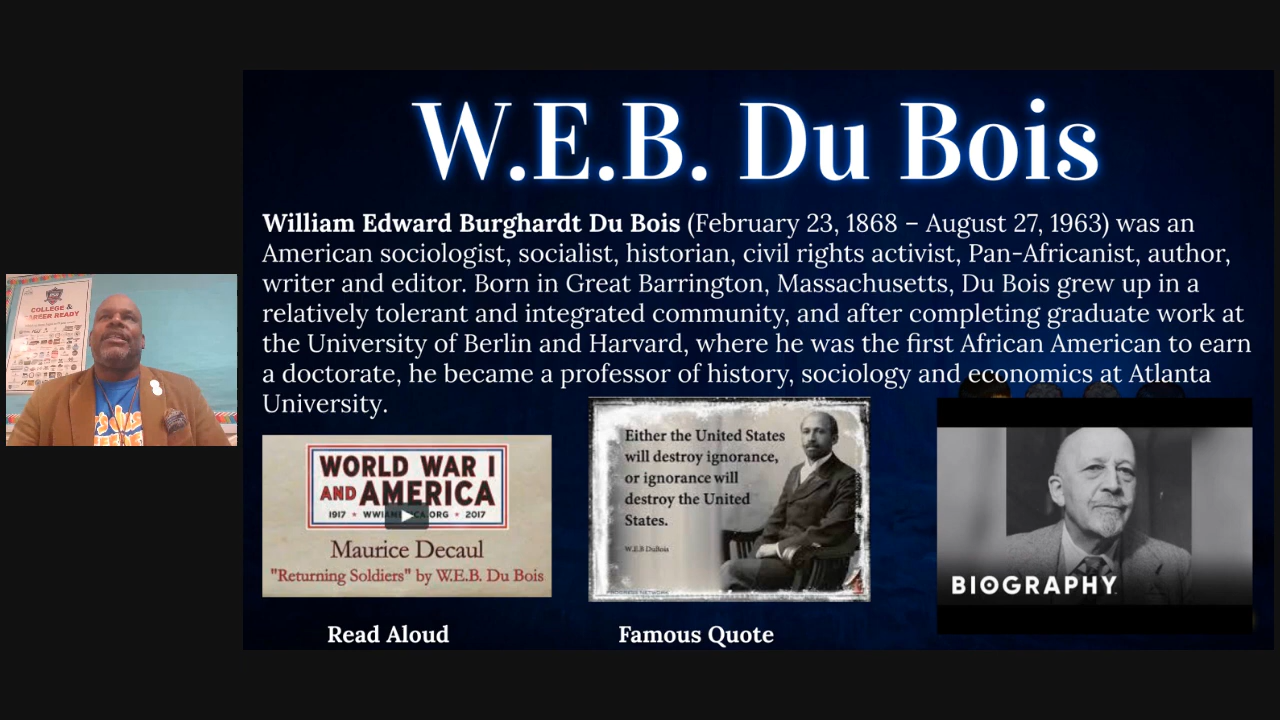 W.E.B. Du Bois
William Edward Burghardt Du Bois (February 23, 1868 – August 27, 1963) was an
American sociologist, socialist, historian, civil rights activist, Pan-Africanist, author,
writer and editor. Born in Great Barrington, Massachusetts, Du Bois grew up in a
relatively tolerant and integrated community, and after completing graduate work at
the University of Berlin and Harvard, where he was the first African American to earn
a doctorate, he became a professor of history, sociology and economics at Atlanta
University.
COLLEGE &
CAREER READY
WORLD WAR I
AND AMERICA
1917 ★ ★ 2017
Maurice Decaul
"Returning Soldiers" by W.E.B. Du Bois
Read Aloud
Either the United States
will destroy ignorance,
or ignorance will
destroy the United
States.
W.E.B DuBois
Famous Quote
BIOGRAPHY